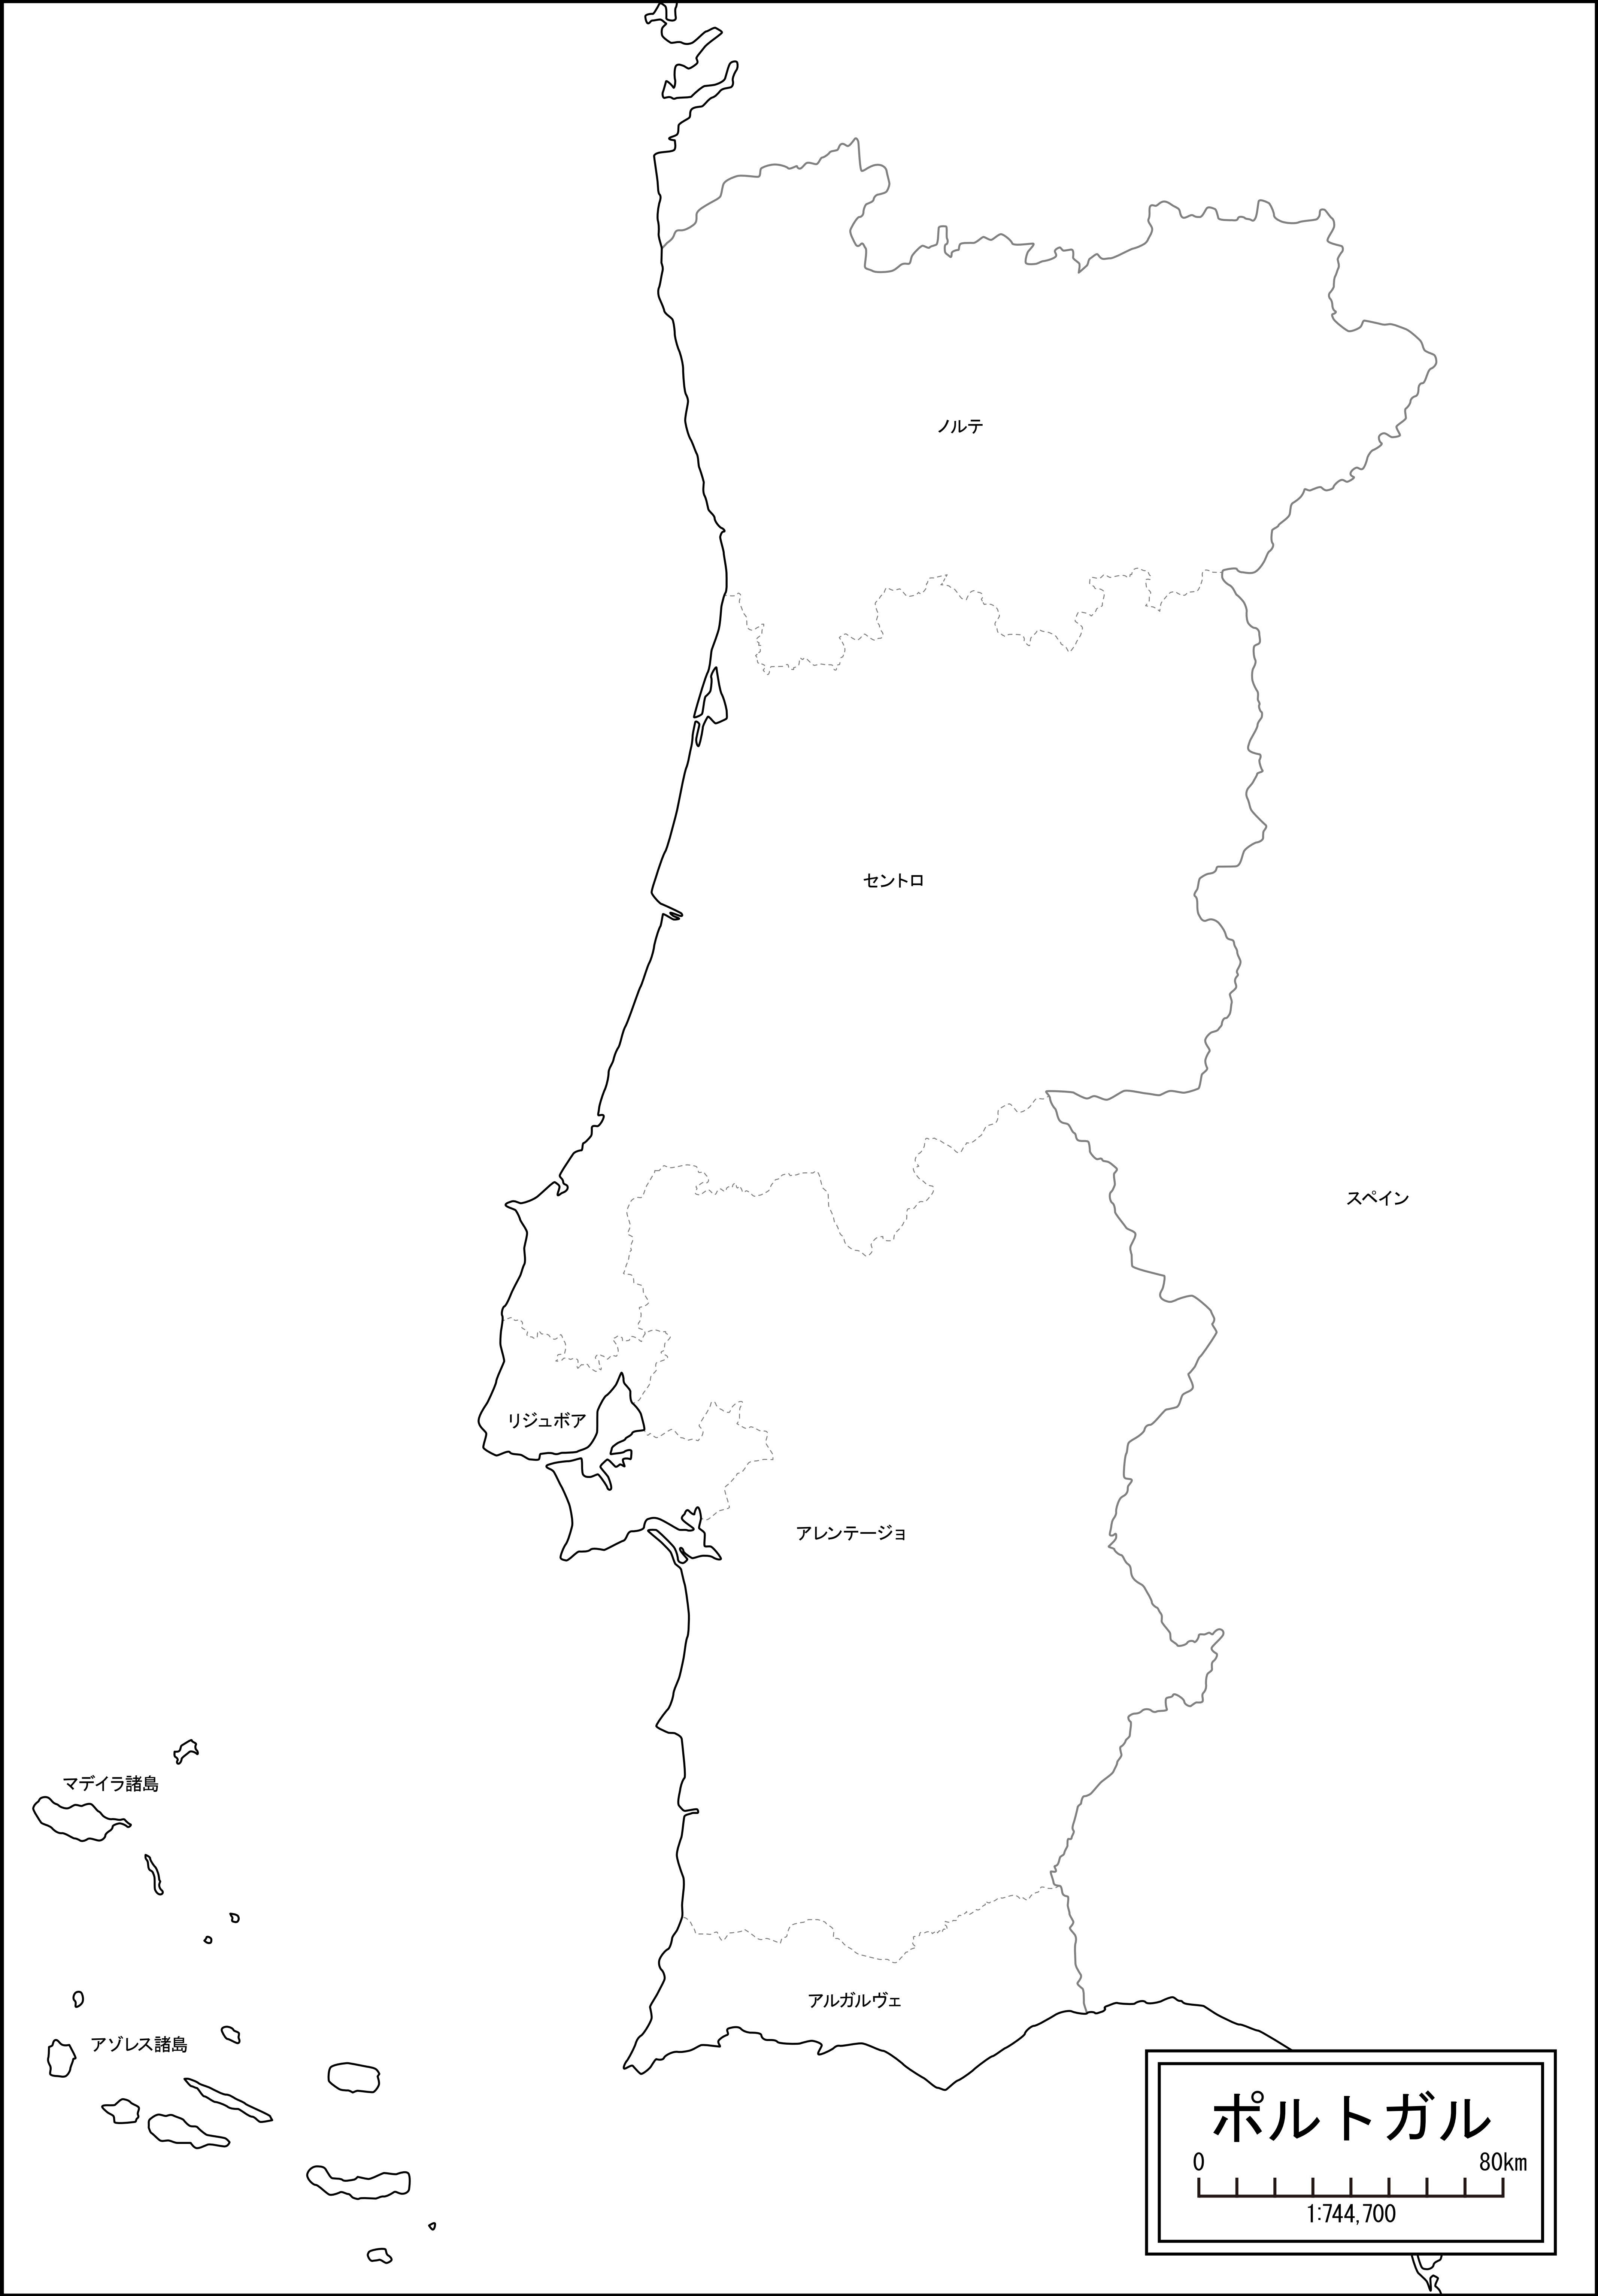 ノルテ
セントロ
スペイン
リジュボア
アレンテージョ
マデイラ諸島
アルガルヴェ
アゾレス諸島
ポルトガル
0 80km
1:744,700